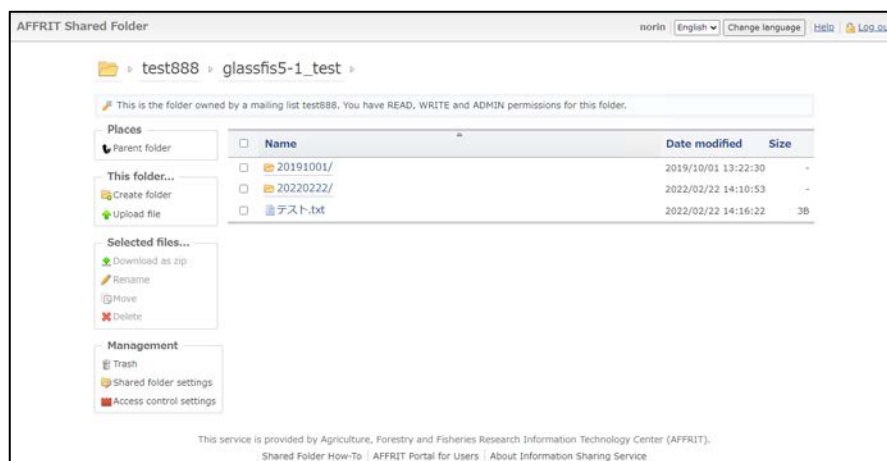 AFFRIT Shared Folder norin English Change language Help Log ou
test888 glassfis5-1_test
This is the folder owned by a mailing list test888. You have READ, WRITE and ADMIN permissions for this folder.
Places
Parent folder
This folder...
Create folder
Upload file
Selected files...
Download as zip
Rename
Move
Delete
Management
Trash
Shared folder settings
Access control settings
Name Date modified Size
20191001/ 2019/10/01 13:22:30 -
20220222/ 2022/02/22 14:10:53 -
テスト.txt 2022/02/22 14:16:22 3B
This service is provided by Agriculture, Forestry and Fisheries Research Information Technology Center (AFFRIT).
Shared Folder How-To | AFFRIT Portal for Users | About Information Sharing Service